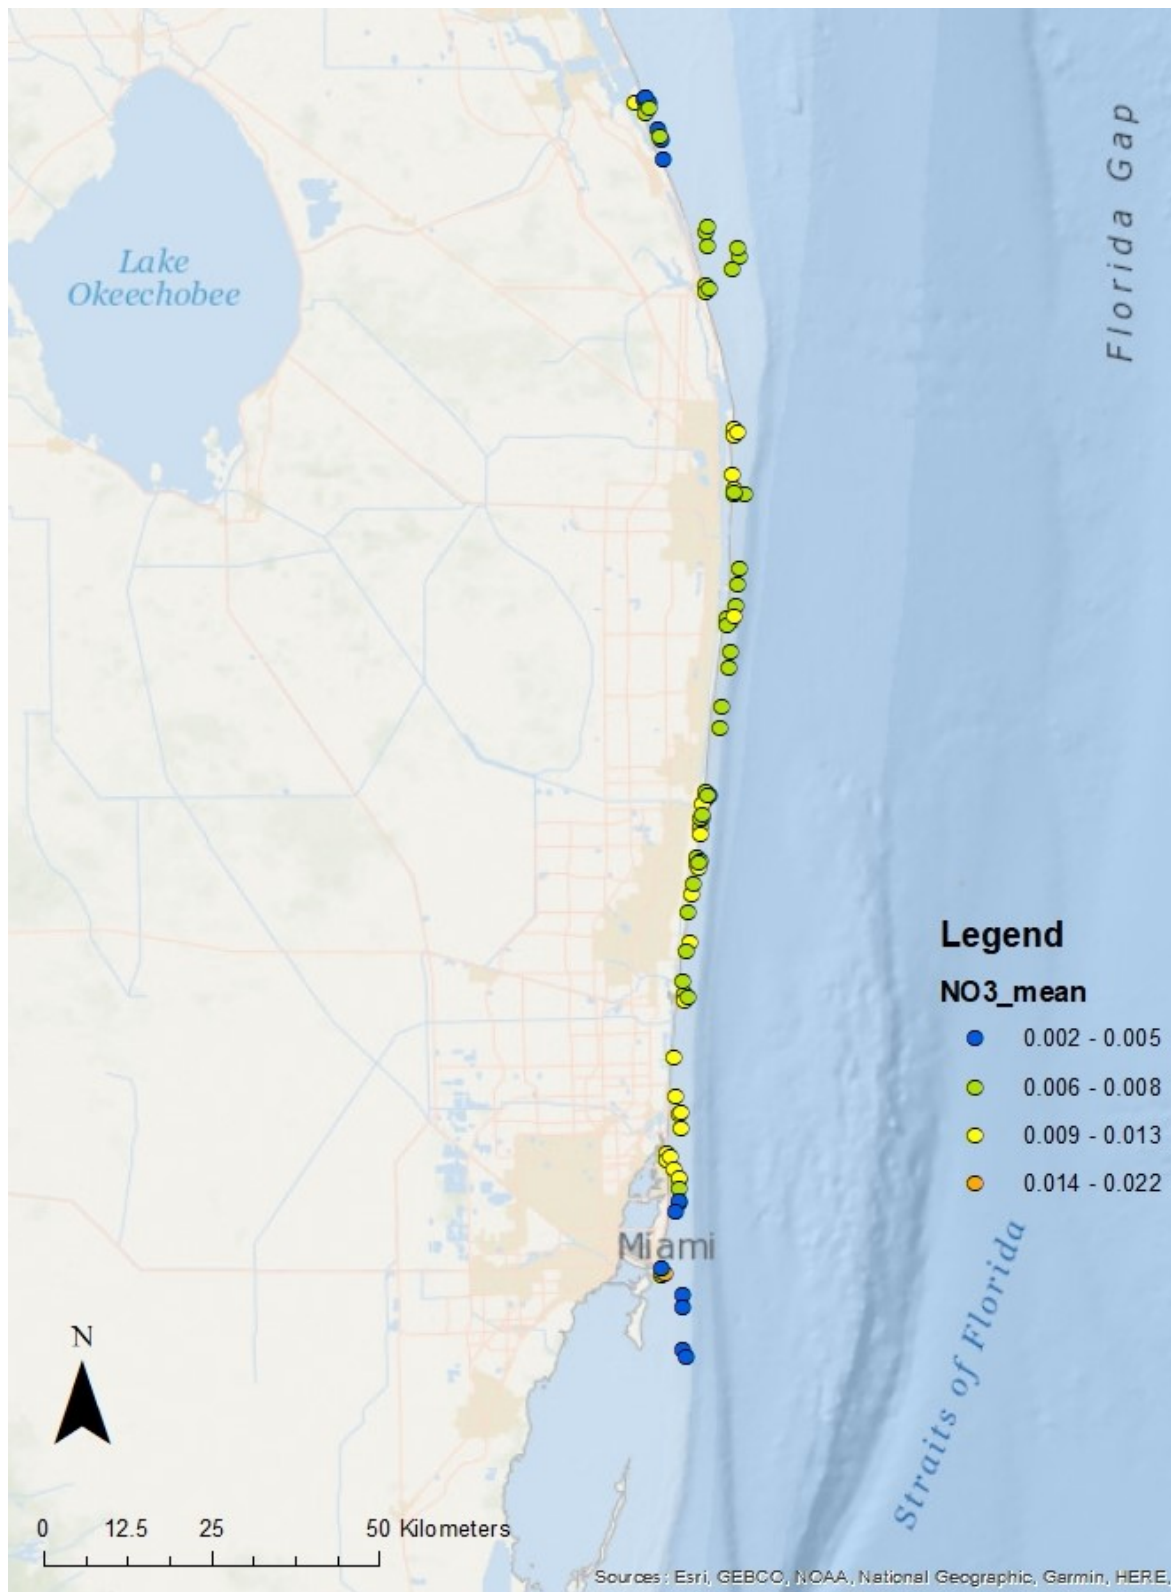 Florida Gap
Lake
Okeechobee
Legend
NO3_mean
0.002 - 0.005
0.006 - 0.008
0.009 - 0.013
0.014 - 0.022
Miami
Straits of Florida
N
0 12.5 25 50 Kilometers
Sources: Esri, GEBCO, NOAA, National Geographic, Garmin, HERE,